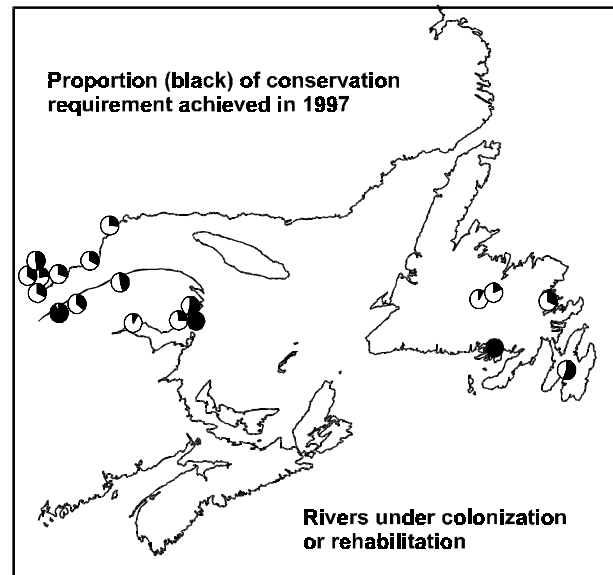 Proportion (black) of conservation
requirement achieved in 1997
Rivers under colonization
or rehabilitation